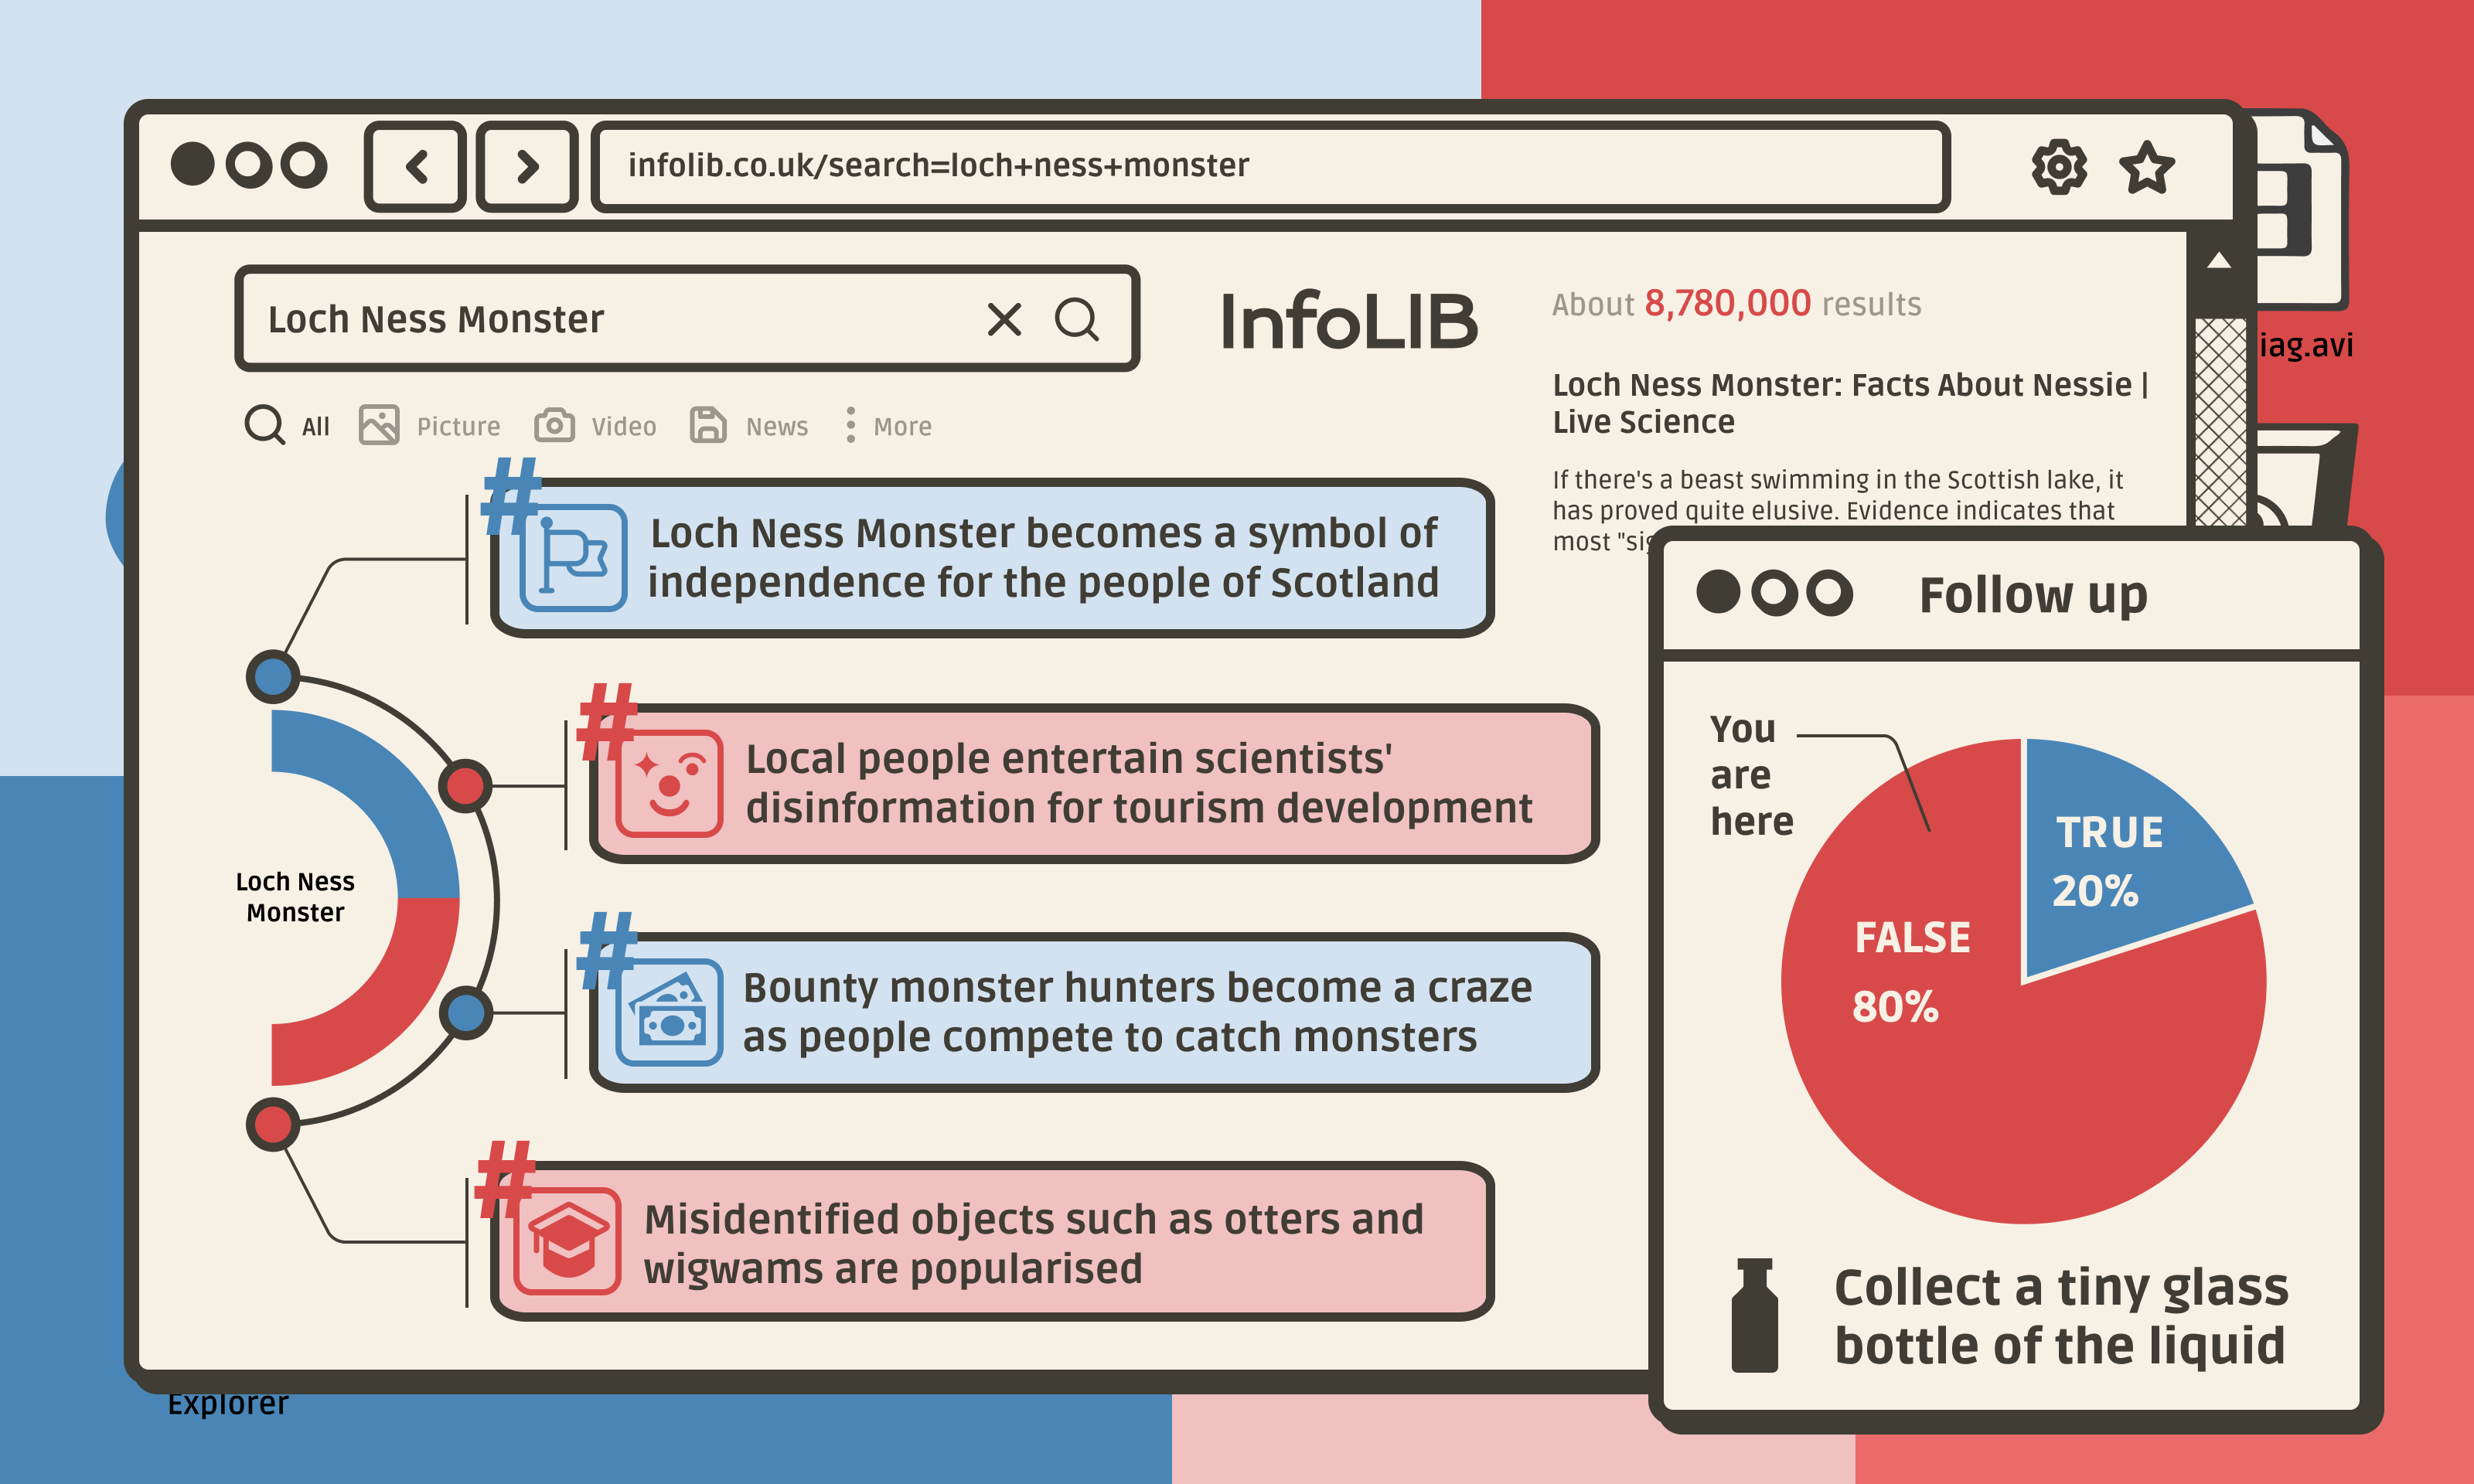 infolib.co.uk/search=loch+ness+monster
Loch Ness Monster
InfoLIB
About 8,780,000 results
All Picture Video News More
Loch Ness Monster: Facts About Nessie |
Live Science
If there's a beast swimming in the Scottish lake, it
has proved quite elusive. Evidence indicates that
most
iag.avi
# Loch Ness Monster becomes a symbol of
independence for the people of Scotland
# Local people entertain scientists'
disinformation for tourism development
Loch Ness
Monster
# Bounty monster hunters become a craze
as people compete to catch monsters
# Misidentified objects such as otters and
wigwams are popularised
Follow up
You
are
here
TRUE
20%
FALSE
80%
Collect a tiny glass
bottle of the liquid
Explorer